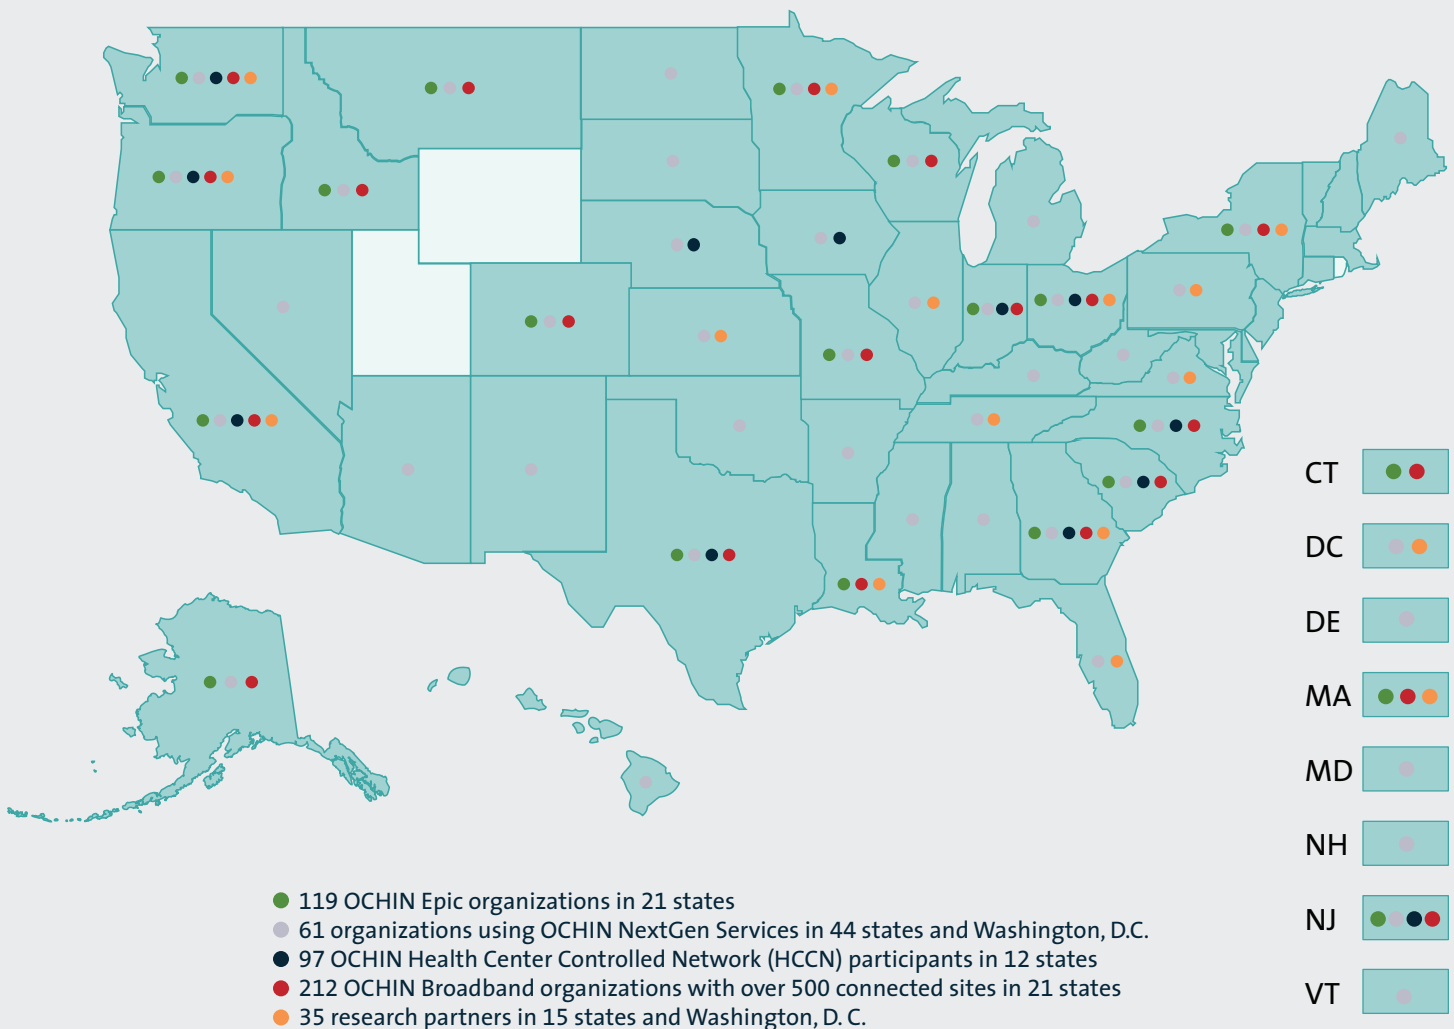 CT
DC
DE
MA
MD
NH
NJ
VT
119 OCHIN Epic organizations in 21 states
61 organizations using OCHIN NextGen Services in 44 states and Washington, D.C.
97 OCHIN Health Center Controlled Network (HCCN) participants in 12 states
212 OCHIN Broadband organizations with over 500 connected sites in 21 states
35 research partners in 15 states and Washington, D. C.